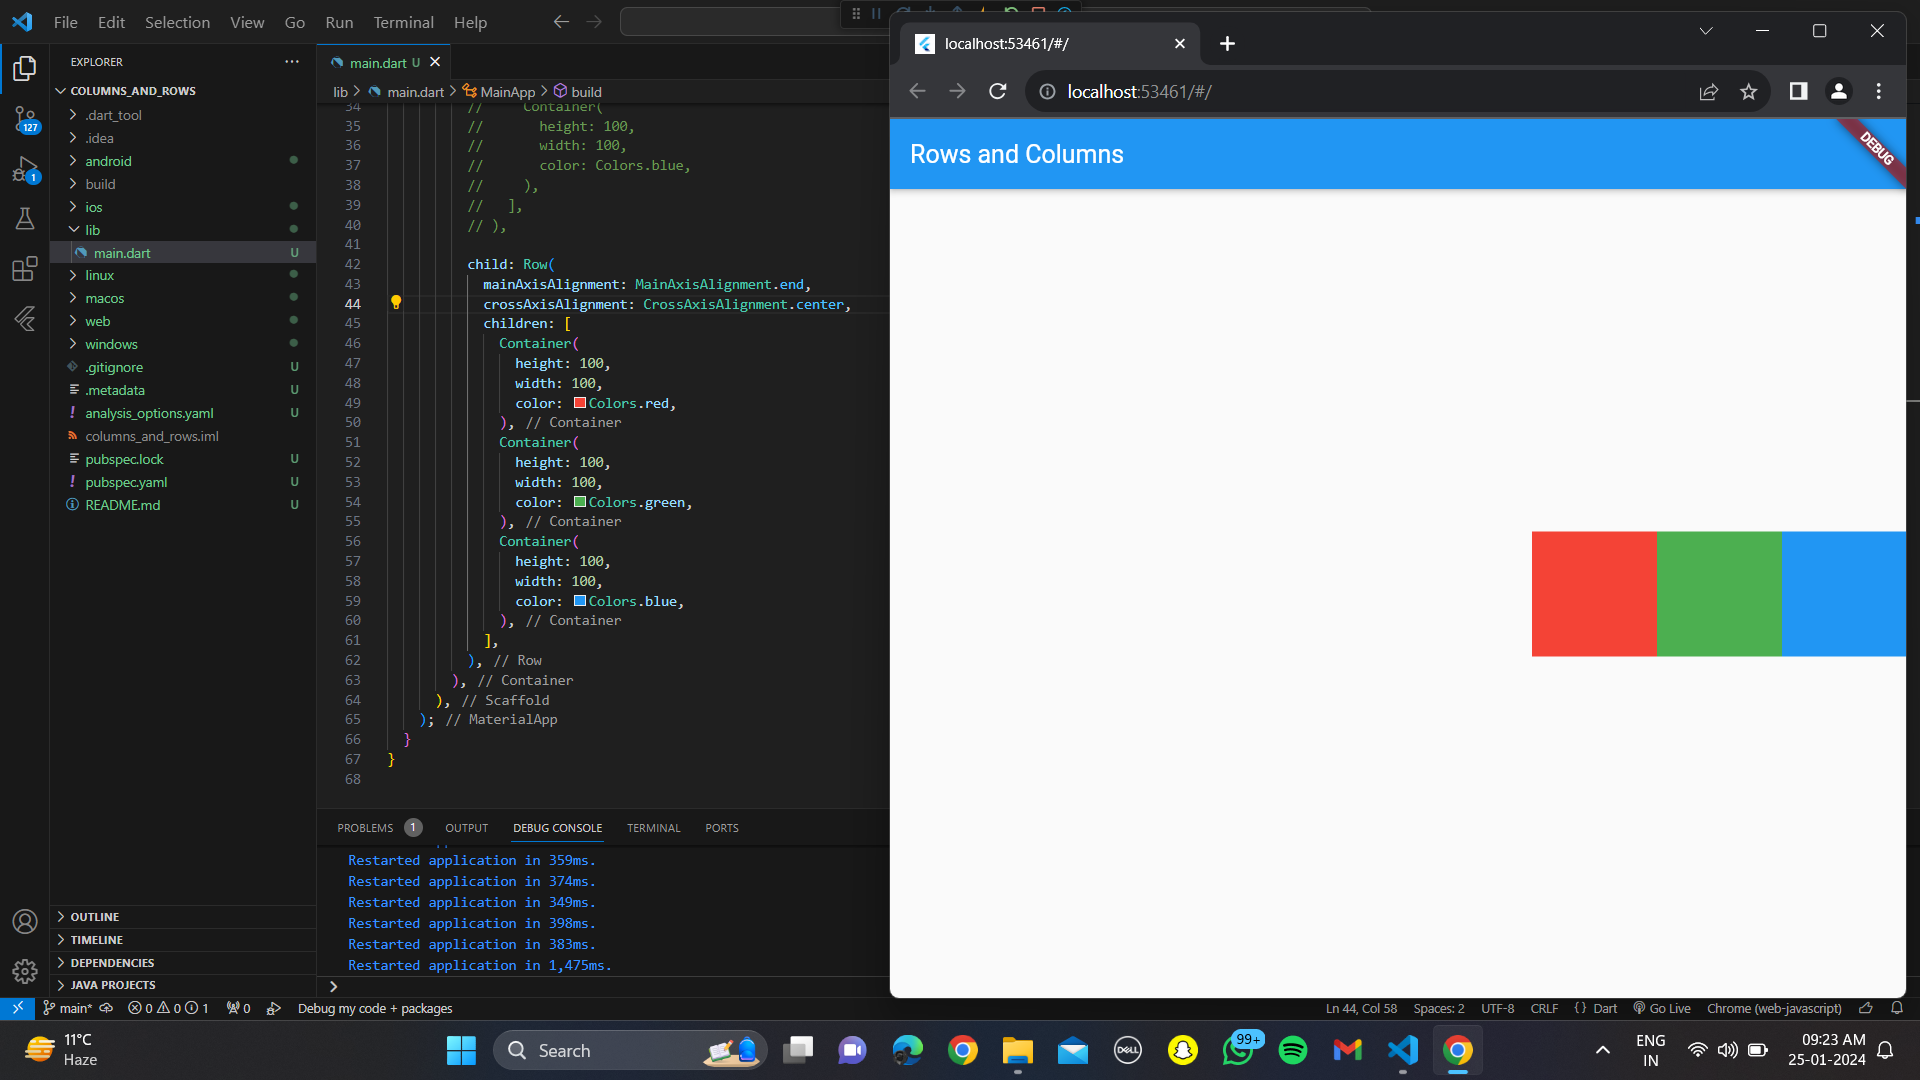 File Edit Selection View Go Run Terminal Help
EXPLORER
COLUMNS_AND_ROWS
.dart_tool
.idea
android
build
ios
lib
main.dart U
linux
macos
web
windows
.gitignore U
.metadata U
analysis_options.yaml U
columns_and_rows.iml
pubspec.lock U
pubspec.yaml U
README.md U
OUTLINE
TIMELINE
DEPENDENCIES
JAVA PROJECTS
127
1
main.dart U
lib > main.dart > MainApp > build
34 // Container(
35 // height: 100,
36 // width: 100,
37 // color: Colors.blue,
38 // ),
39 // ],
40 // ),
41
42 child: Row(
43 mainAxisAlignment: MainAxisAlignment.end,
44 crossAxisAlignment: CrossAxisAlignment.center,
45 children: [
46 Container(
47 height: 100,
48 width: 100,
49 color: Colors.red,
50 ), // Container
51 Container(
52 height: 100,
53 width: 100,
54 color: Colors.green,
55 ), // Container
56 Container(
57 height: 100,
58 width: 100,
59 color: Colors.blue,
60 ), // Container
61 ],
62 ), // Row
63 ), // Container
64 ), // Scaffold
65 ); // MaterialApp
66 }
67 }
68
PROBLEMS 1 OUTPUT DEBUG CONSOLE TERMINAL PORTS
Restarted application in 359ms.
Restarted application in 374ms.
Restarted application in 349ms.
Restarted application in 398ms.
Restarted application in 383ms.
Restarted application in 1,475ms.
>
localhost:53461/#/
localhost:53461/#/
Rows and Columns
DEBUG
main* 0 0 1 0 Debug my code + packages
Ln 44, Col 58 Spaces: 2 UTF-8 CRLF {} Dart Go Live Chrome (web-javascript)
11°C
Haze
Search
DELL
99+
ENG
IN
09:23 AM
25-01-2024